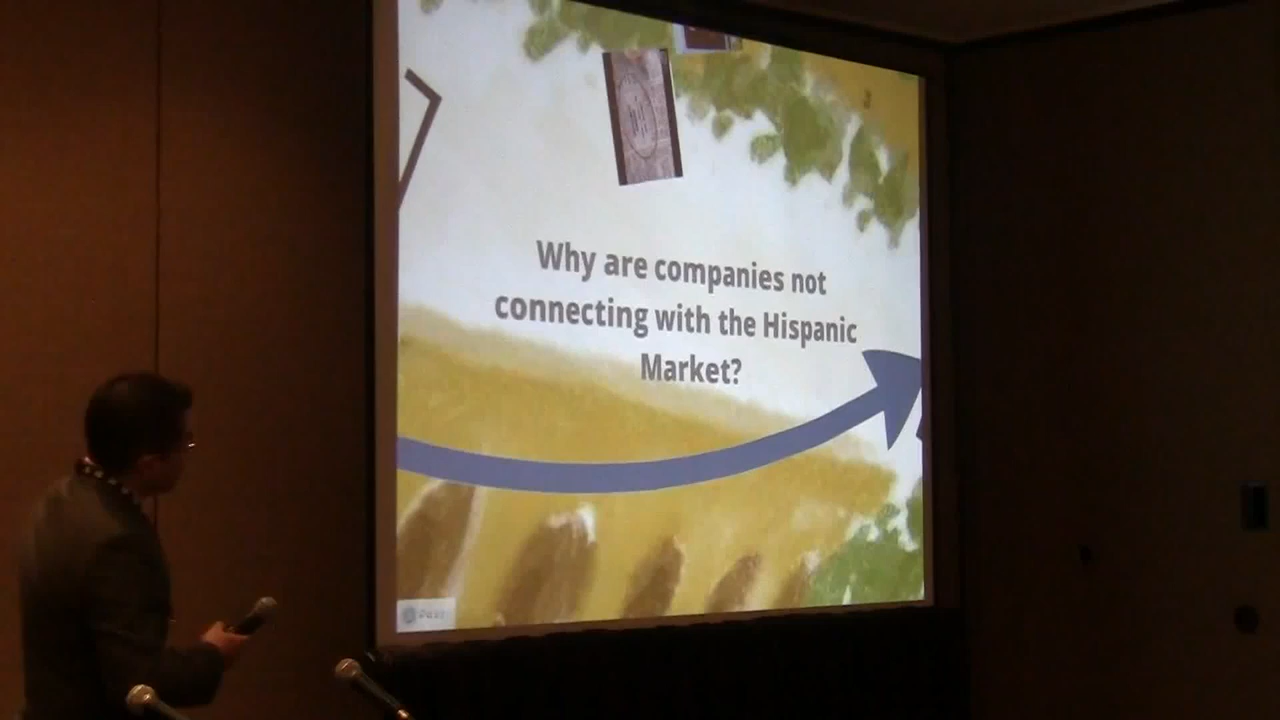 Why are companies not
connecting with the Hispanic
Market?